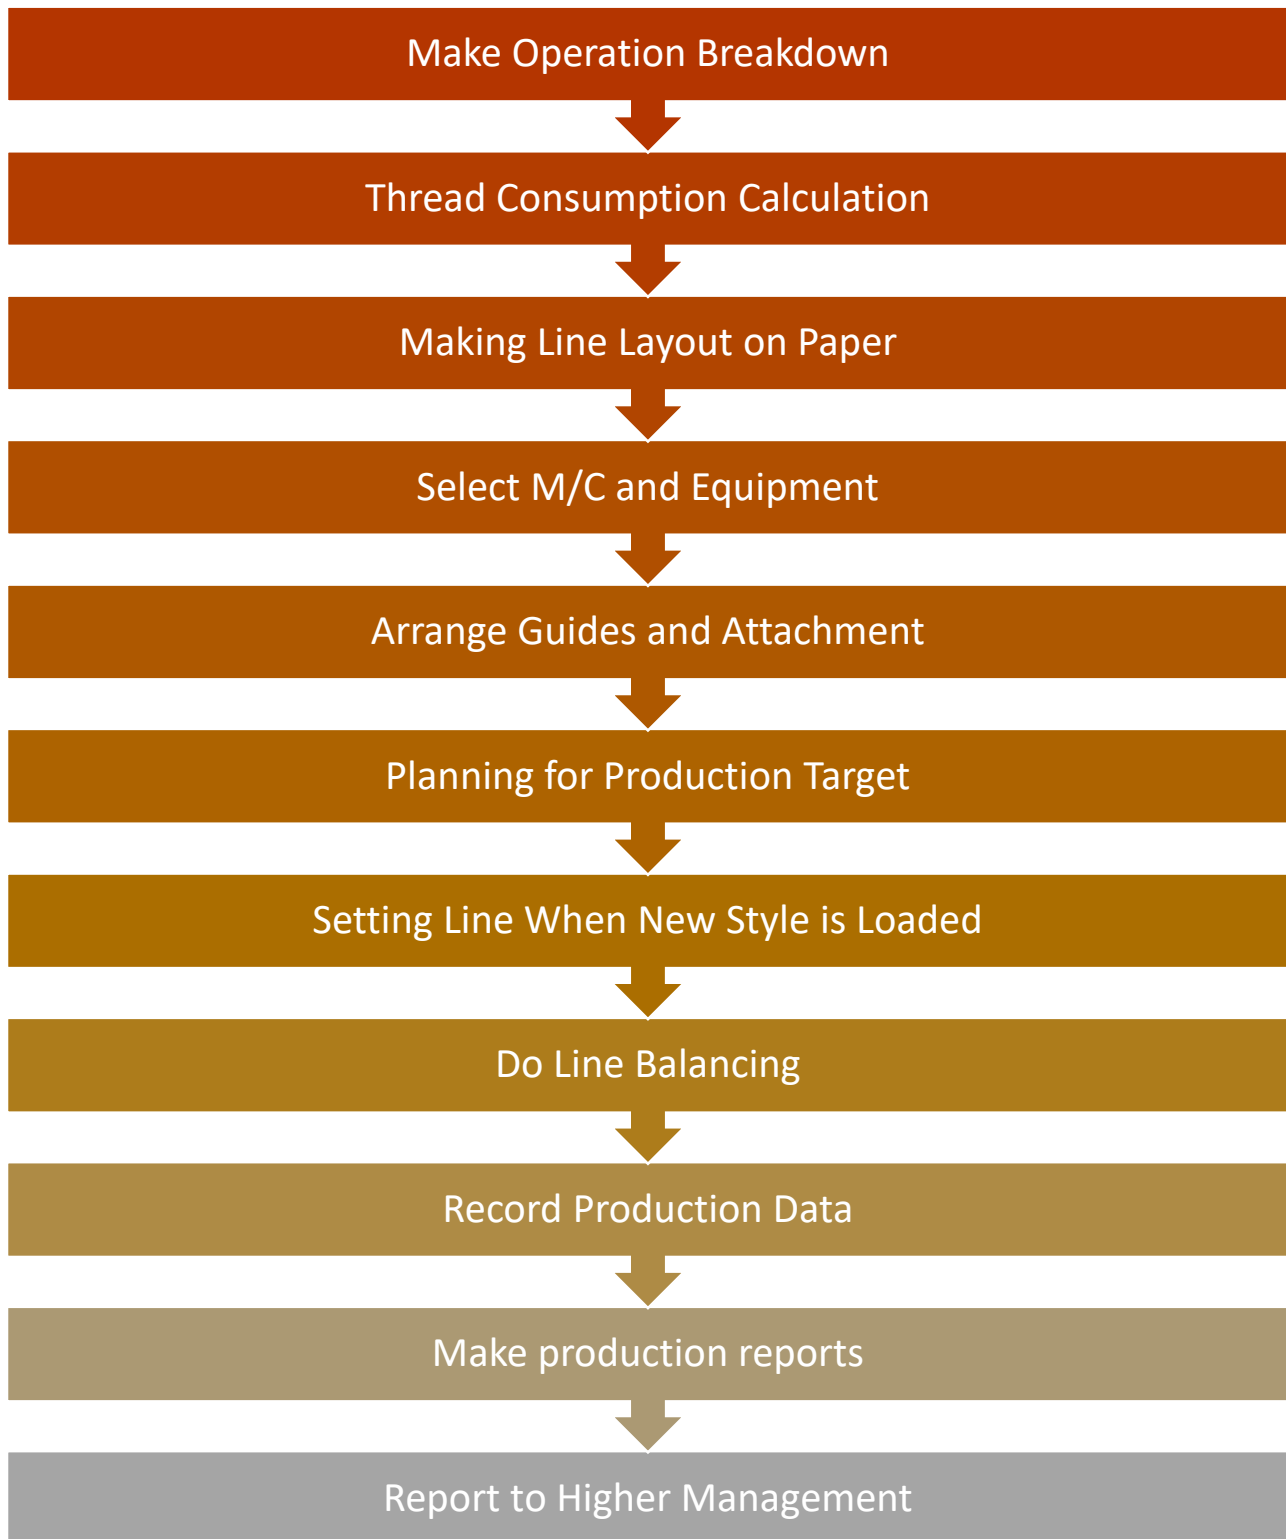 Make Operation Breakdown
Thread Consumption Calculation
Making Line Layout on Paper
Select M/C and Equipment
Arrange Guides and Attachment
Planning for Production Target
Setting Line When New Style is Loaded
Do Line Balancing
Record Production Data
Make production reports
Report to Higher Management